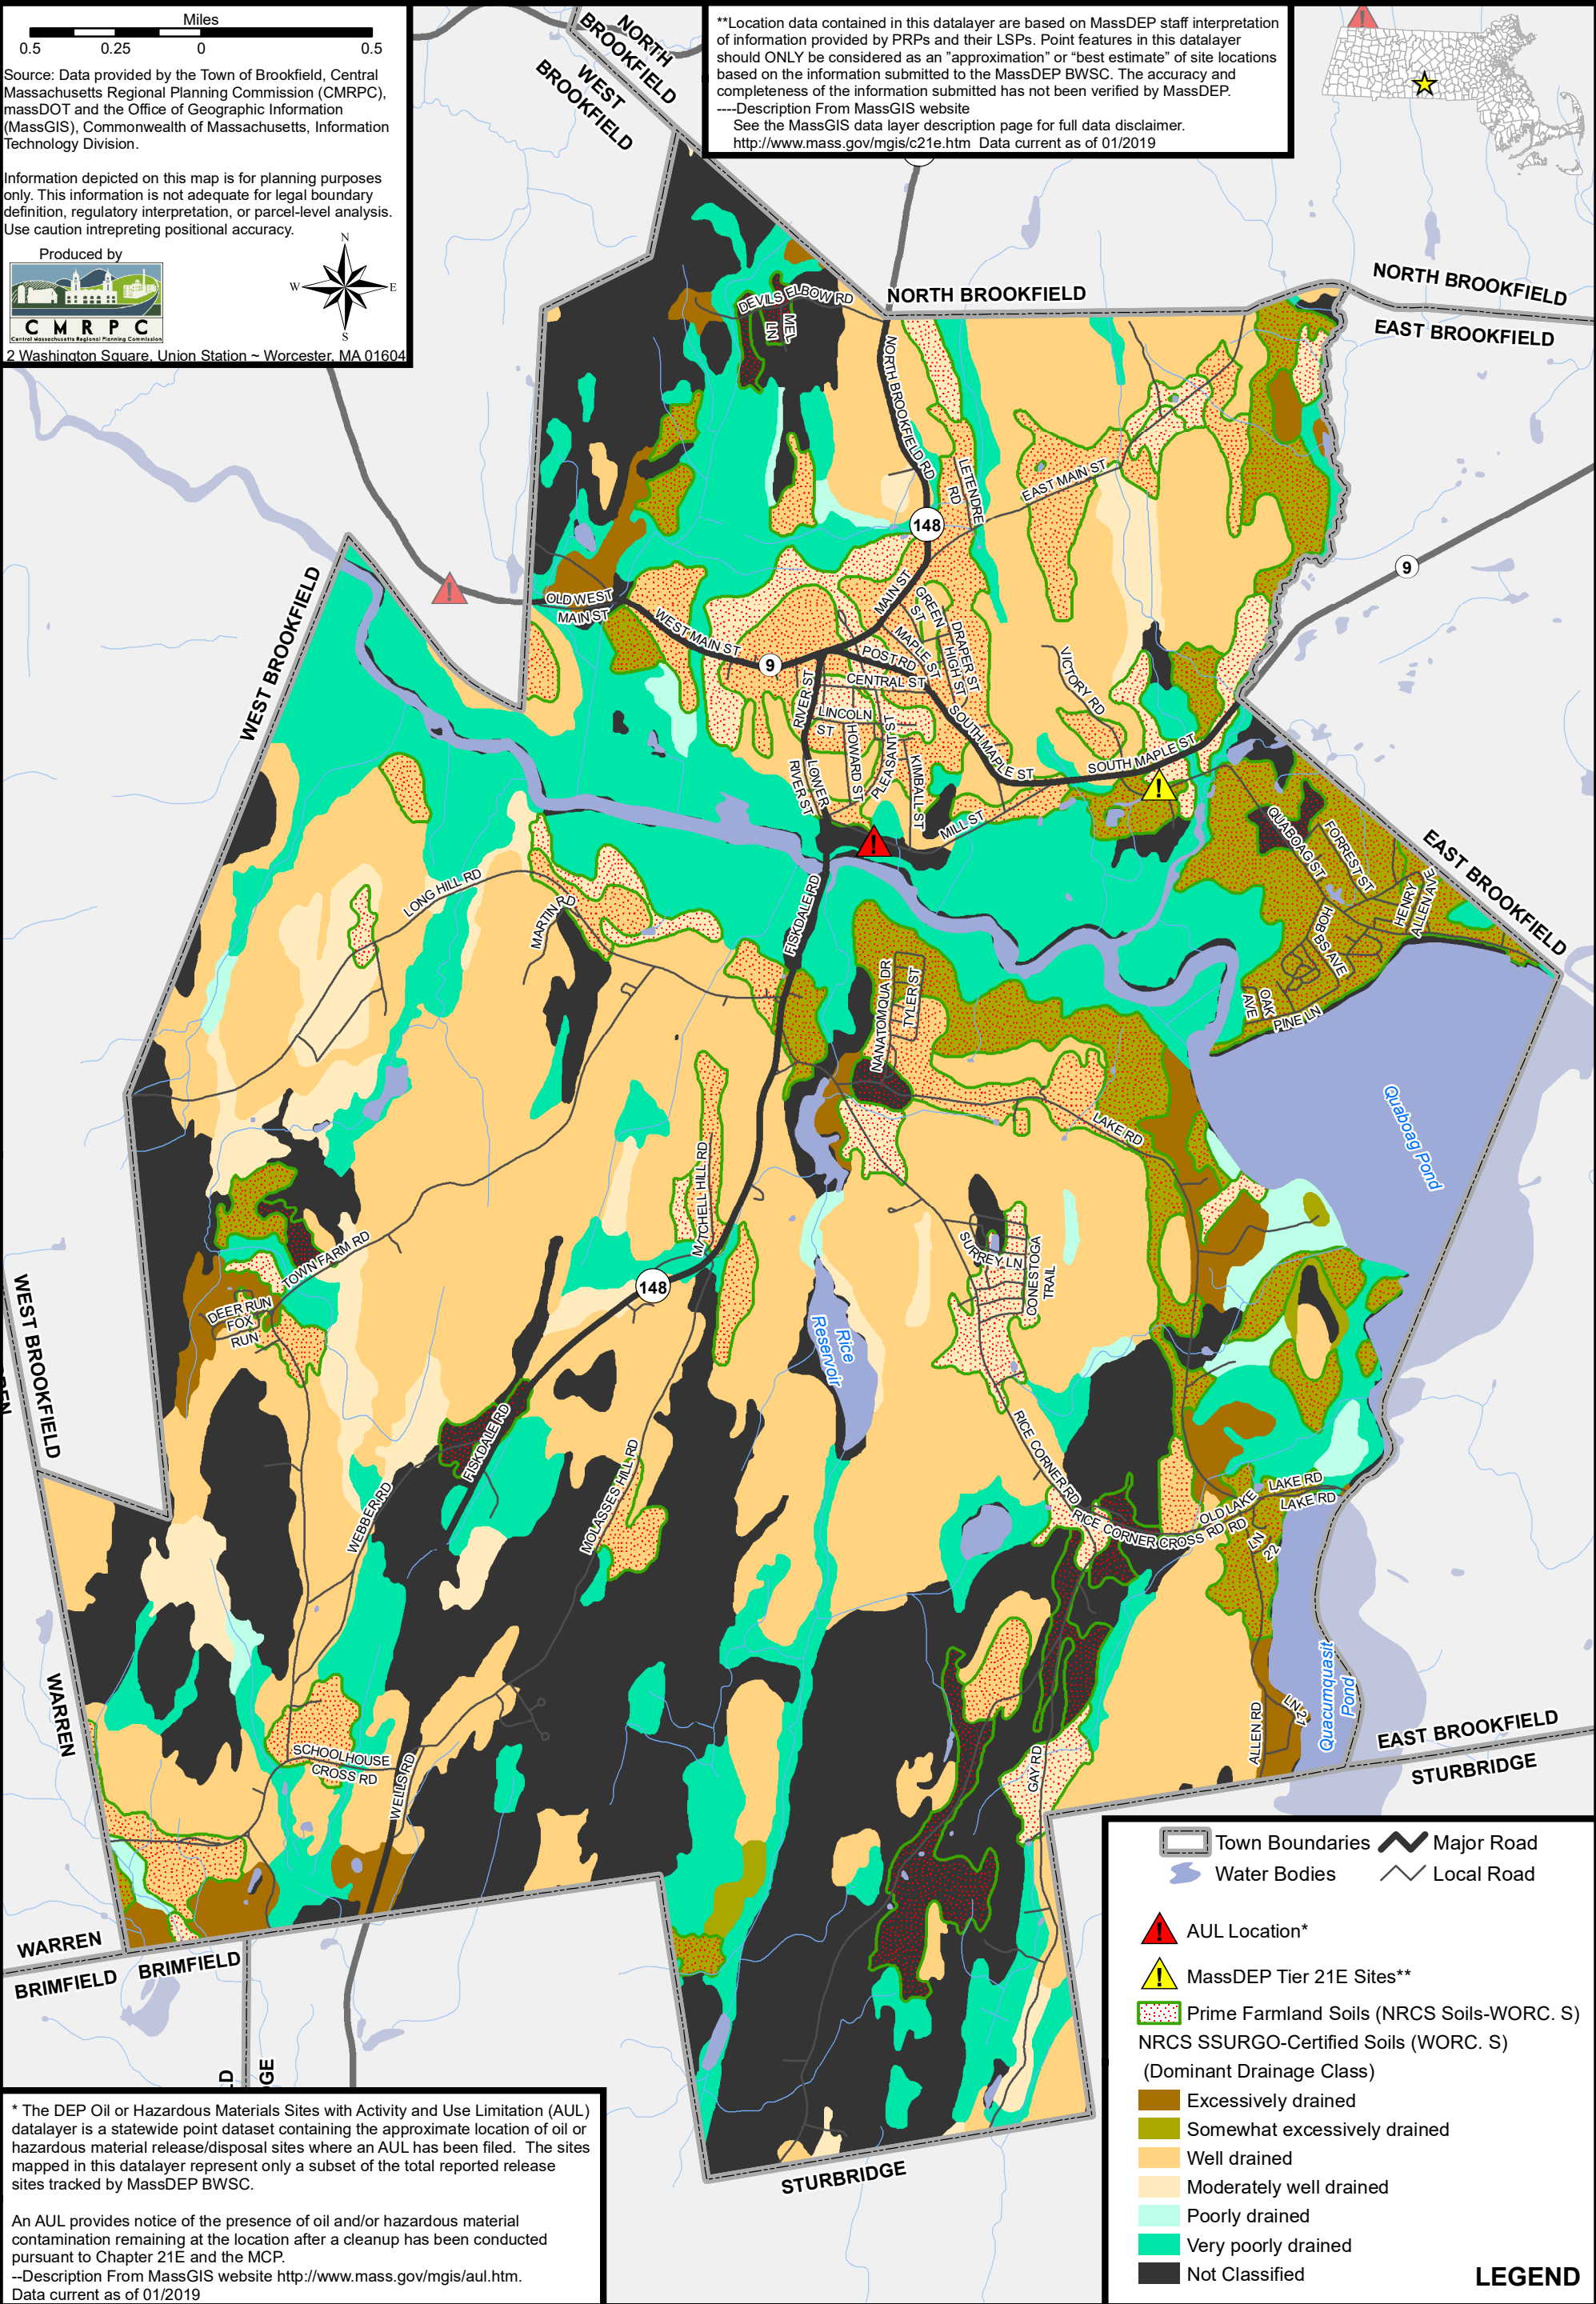 Miles
0.5 0.25 0 0.5
Source: Data provided by the Town of Brookfield, Central
Massachusetts Regional Planning Commission (CMRPC),
massDOT and the Office of Geographic Information
(MassGIS), Commonwealth of Massachusetts, Information
Technology Division.
Information depicted on this map is for planning purposes
only. This information is not adequate for legal boundary
definition, regulatory interpretation, or parcel-level analysis.
Use caution intrepreting positional accuracy.
Produced by
CMRPC
Central Massachusetts Regional Planning Commission
2 Washington Square, Union Station ~ Worcester, MA 01604
N
W E
S
**Location data contained in this datalayer are based on MassDEP staff interpretation
of information provided by PRPs and their LSPs. Point features in this datalayer
should ONLY be considered as an "approximation" or "best estimate" of site locations
based on the information submitted to the MassDEP BWSC. The accuracy and
completeness of the information submitted has not been verified by MassDEP.
----Description From MassGIS website
See the MassGIS data layer description page for full data disclaimer.
http://www.mass.gov/mgis/c21e.htm Data current as of 01/2019
NORTH
BROOKFIELD
WEST
BROOKFIELD
NORTH BROOKFIELD
NORTH BROOKFIELD
EAST BROOKFIELD
DEVILS ELBOW RD
MEL
LN
NORTH BROOKFIELD RD
LETENDRE
RD
EAST MAIN ST
148
9
WEST BROOKFIELD
OLD WEST
MAIN ST
WEST MAIN ST
9
MAIN ST
GREEN
ST
MAPLE ST
DRAPER ST
HIGH ST
POST RD
CENTRAL ST
VICTORY RD
RIVER ST
LINCOLN
ST
HOWARD ST
PLEASANT ST
KIMBALL ST
SOUTH MAPLE ST
SOUTH MAPLE ST
LOWER
RIVER ST
MILL ST
QUABOAG ST
FORREST ST
EAST BROOKFIELD
HENRY
ALLEN AVE
HOBBS AVE
OAK
AVE
PINE LN
LONG HILL RD
MARTIN RD
FISKDALE RD
NANATOMQUA DR
TYLER ST
LAKE RD
Quaboag Pond
MITCHELL HILL RD
TOWN FARM RD
DEER RUN
FOX
RUN
148
SURREY LN
CONESTOGA
TRAIL
Rice
Reservoir
WEST BROOKFIELD
FISKDALE RD
WEBBER RD
MOLASSES HILL RD
RICE CORNER RD
RICE CORNER CROSS RD
OLD LAKE
RD
LAKE RD
LAKE RD
LN
22
WARREN
SCHOOLHOUSE
CROSS RD
WELLS RD
GAY RD
ALLEN RD
LN 21
Quacumquasit
Pond
EAST BROOKFIELD
STURBRIDGE
WARREN
BRIMFIELD
BRIMFIELD
STURBRIDGE
Town Boundaries Major Road
Water Bodies Local Road
AUL Location*
MassDEP Tier 21E Sites**
Prime Farmland Soils (NRCS Soils-WORC. S)
NRCS SSURGO-Certified Soils (WORC. S)
(Dominant Drainage Class)
Excessively drained
Somewhat excessively drained
Well drained
Moderately well drained
Poorly drained
Very poorly drained
Not Classified
LEGEND
* The DEP Oil or Hazardous Materials Sites with Activity and Use Limitation (AUL)
datalayer is a statewide point dataset containing the approximate location of oil or
hazardous material release/disposal sites where an AUL has been filed. The sites
mapped in this datalayer represent only a subset of the total reported release
sites tracked by MassDEP BWSC.
An AUL provides notice of the presence of oil and/or hazardous material
contamination remaining at the location after a cleanup has been conducted
pursuant to Chapter 21E and the MCP.
--Description From MassGIS website http://www.mass.gov/mgis/aul.htm.
Data current as of 01/2019